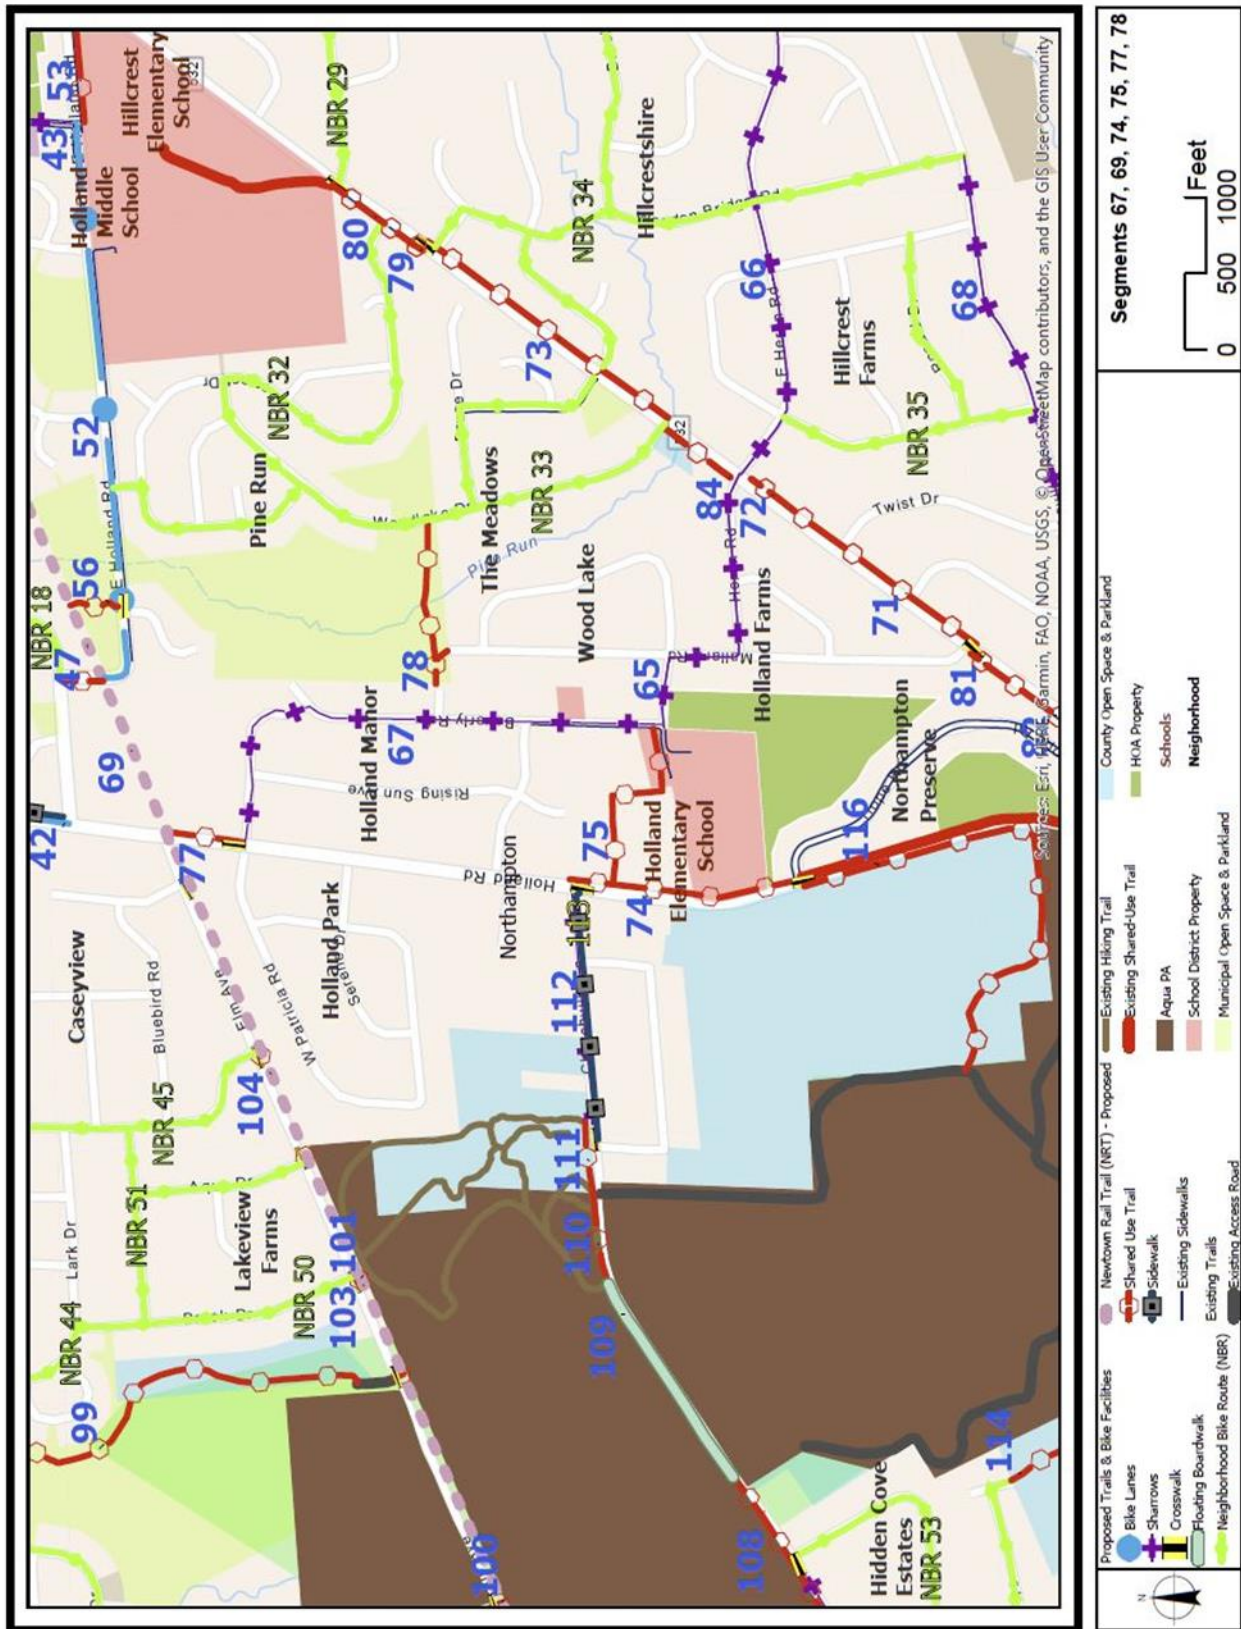 NBR 44
Lark Dr
NBR 51
NBR 45
Bluebird Rd
Caseyview
42
47
NBR 18
56
E Holland Rd
52
43
53
Holland
Middle
School
Hillcrest
Elementary
School
532
99
Lakeview
Farms
NBR 50
104
Elm Ave
W Patricia Rd
77
69
Pine Run
NBR 32
80
NBR 29
103
101
Holland Park
Holland Manor
Rising Sun Ave
67
78
79
100
Northampton
Holland Rd
The Meadows
Pine Run
NBR 33
73
NBR 34
109
110
111
112
113
75
74
Holland
Elementary
School
Wood Lake
65
Hillcrestshire
108
Holland Farms
84
72
66
Hidden Cove
Estates
NBR 53
114
116
Northampton
Preserve
81
71
Twist Dr
Hillcrest
Farms
NBR 35
68
Sources: Esri, HERE, Garmin, FAO, NOAA, USGS, © OpenStreetMap contributors, and the GIS User Community
N
Proposed Trails & Bike Facilities
Bike Lanes
Sharrows
Crosswalk
Floating Boardwalk
Neighborhood Bike Route (NBR)
Newtown Rail Trail (NRT) - Proposed
Shared Use Trail
Sidewalk
Existing Sidewalks
Existing Trails
Existing Access Road
Existing Hiking Trail
Existing Shared-Use Trail
Aqua PA
School District Property
Municipal Open Space & Parkland
County Open Space & Parkland
HOA Property
Schools
Neighborhood
Segments 67, 69, 74, 75, 77, 78
Feet
0 500 1000